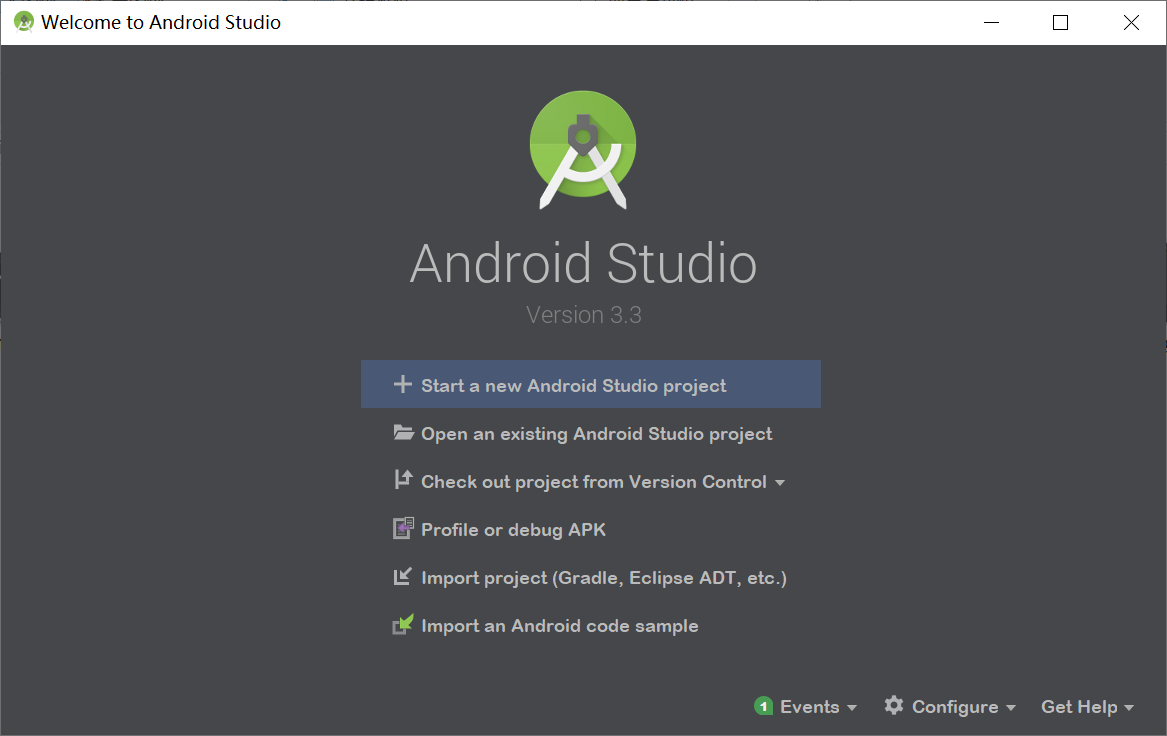 Welcome to Android Studio
Android Studio
Version 3.3
Start a new Android Studio project
Open an existing Android Studio project
Check out project from Version Control
Profile or debug APK
Import project (Gradle, Eclipse ADT, etc.)
Import an Android code sample
1 Events Configure Get Help